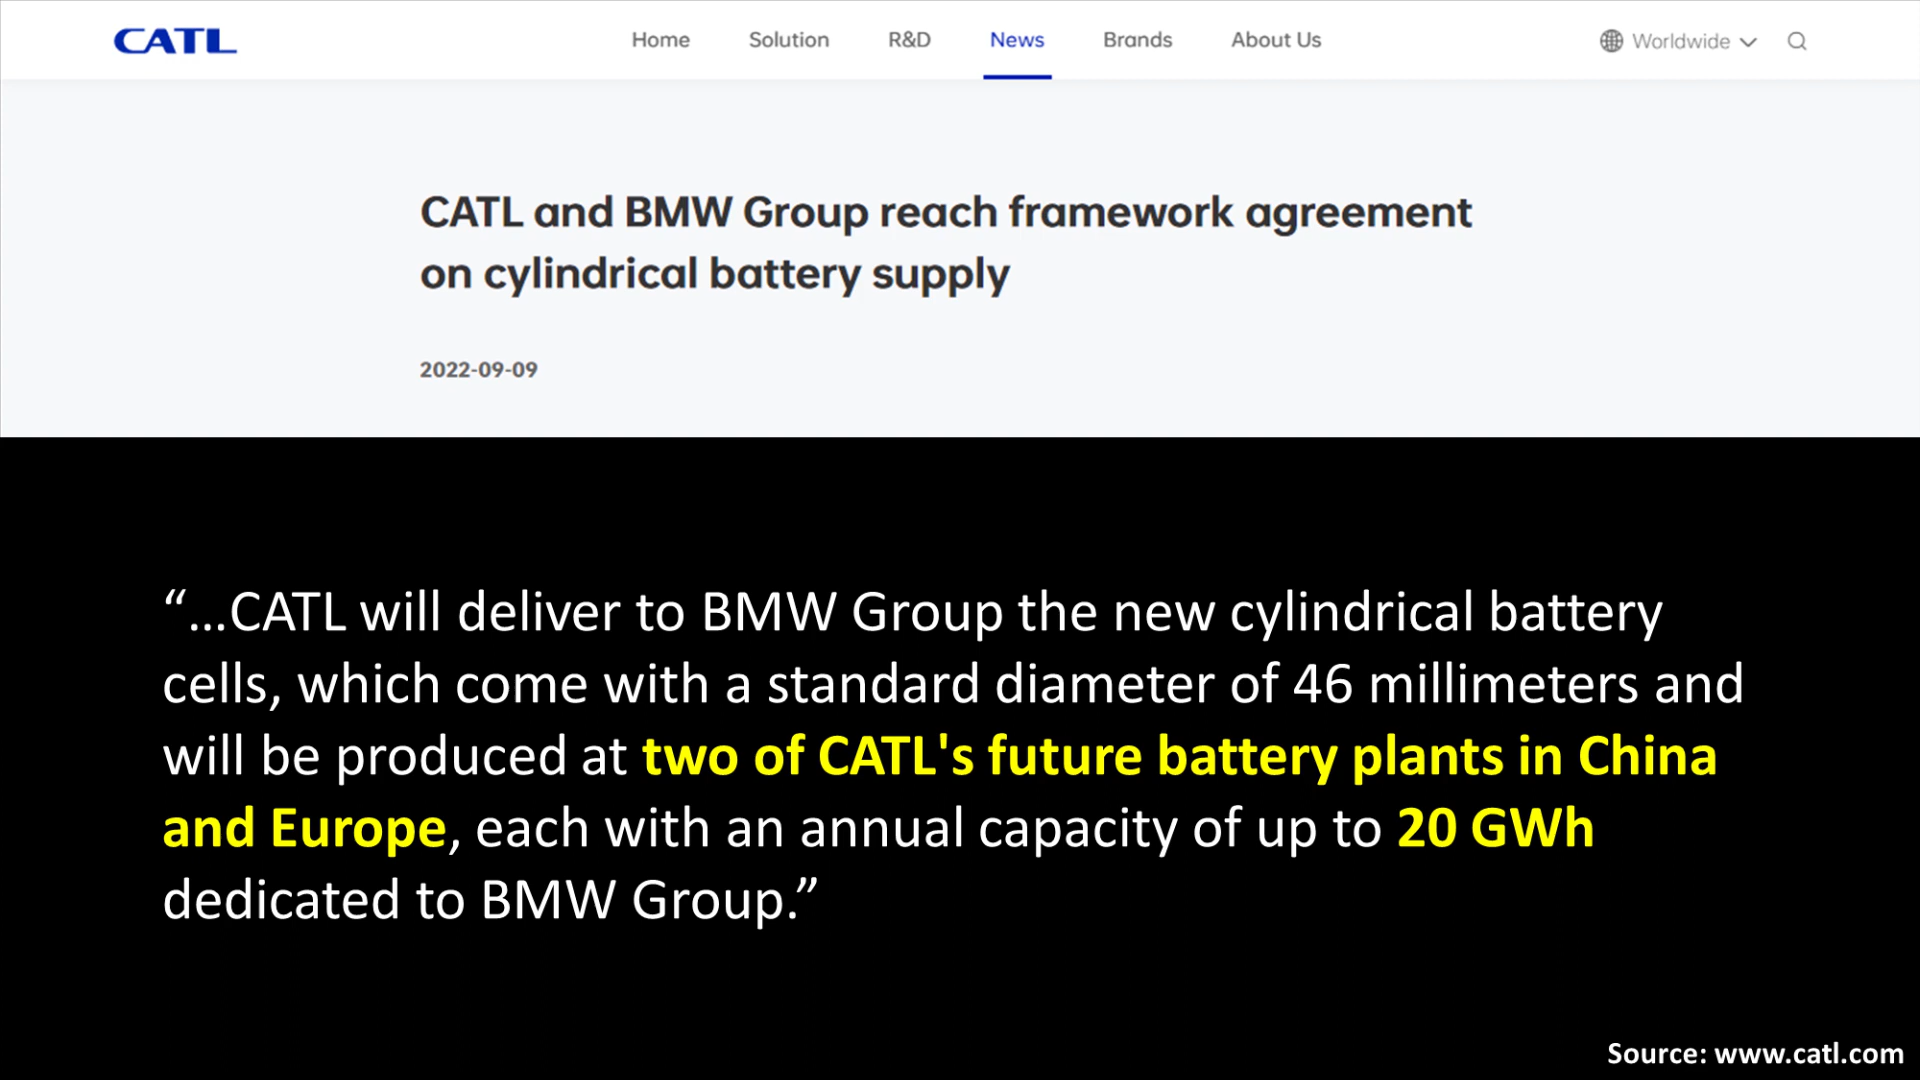 CATL
Home Solution R&D News Brands About Us Worldwide
CATL and BMW Group reach framework agreement
on cylindrical battery supply
2022-09-09
“...CATL will deliver to BMW Group the new cylindrical battery
cells, which come with a standard diameter of 46 millimeters and
will be produced at two of CATL's future battery plants in China
and Europe, each with an annual capacity of up to 20 GWh
dedicated to BMW Group.”
Source: www.catl.com